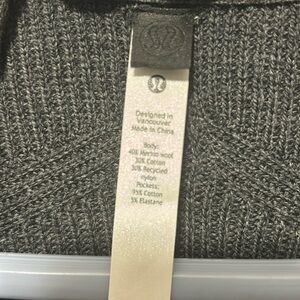 Designed in
Vancouver
Made in China
Body:
40% Merino wool
30% Cotton
30% Recycled
nylon
Pockets:
95% Cotton
5% Elastane